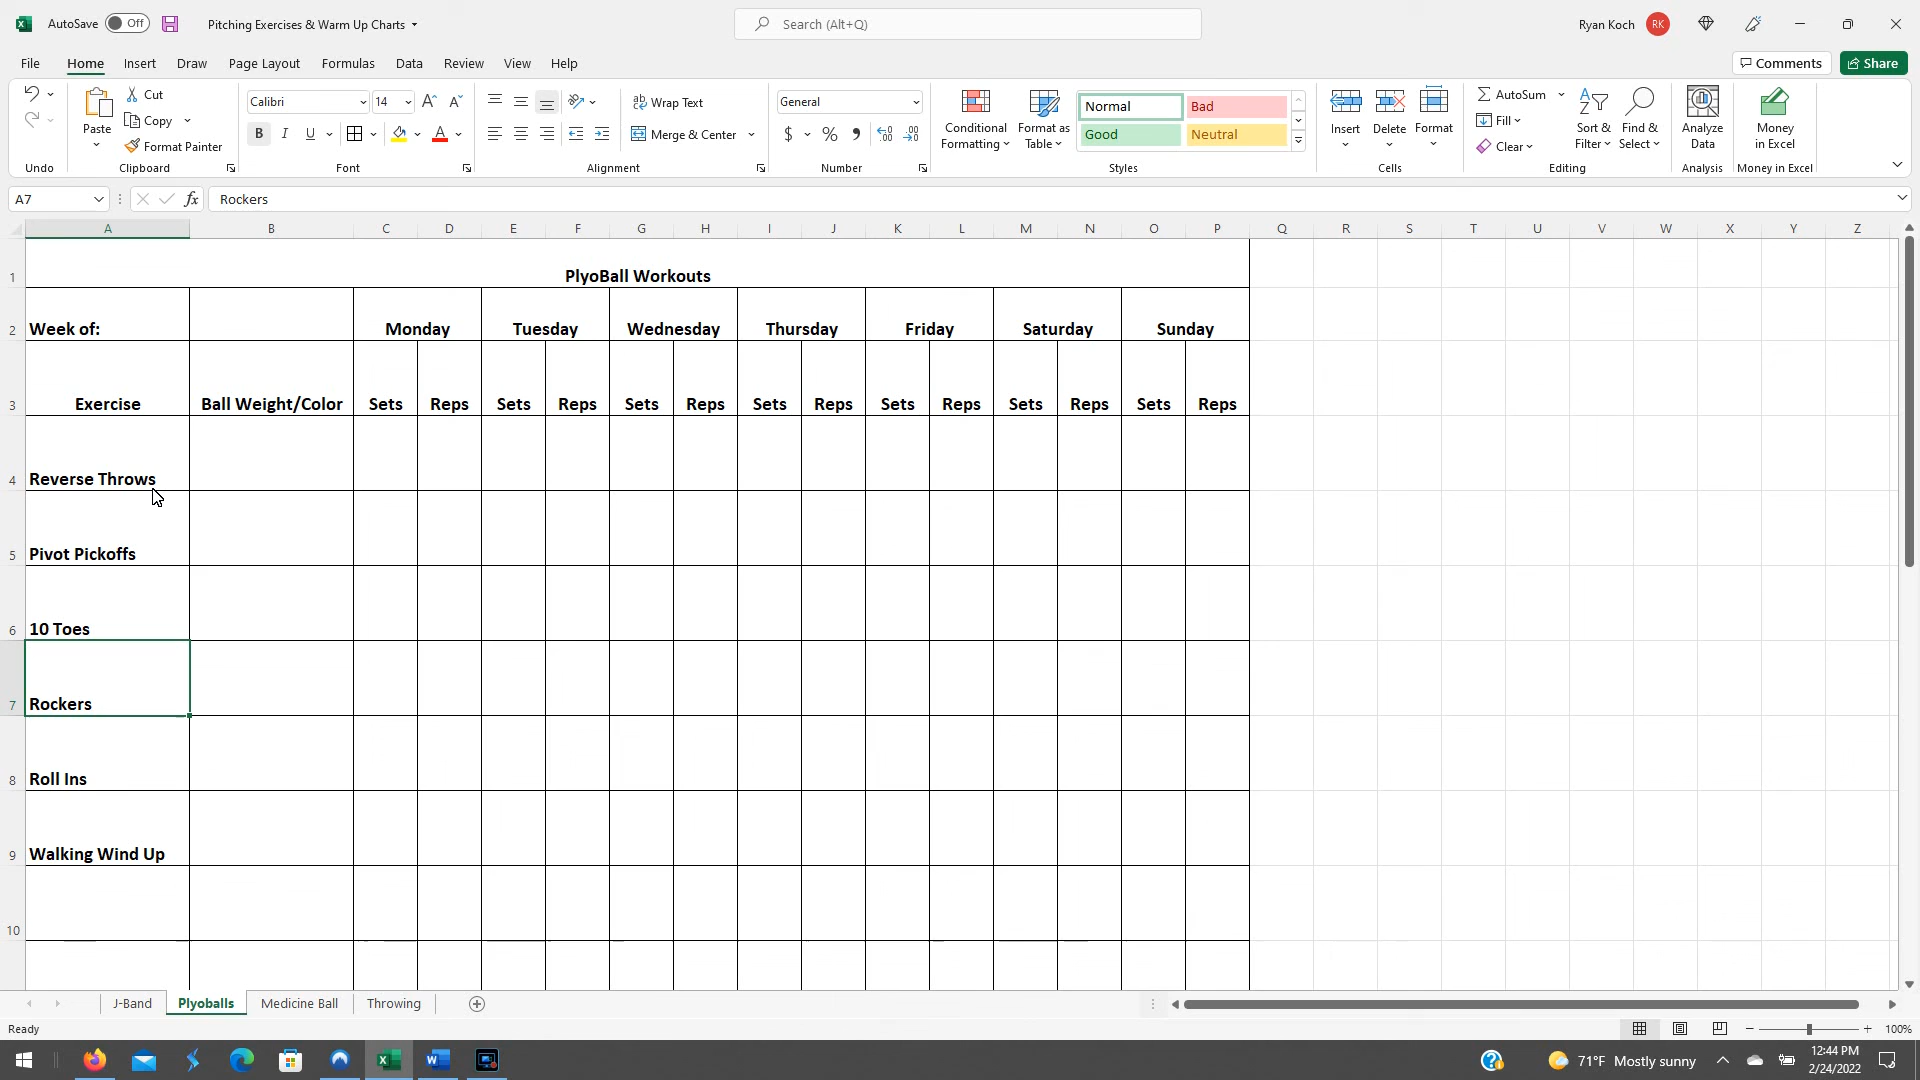 AutoSave Off Pitching Exercises & Warm Up Charts Search (Alt+Q) Ryan Koch RK
File Home Insert Draw Page Layout Formulas Data Review View Help Comments Share
Cut Calibri 14 Wrap Text General Normal Bad AutoSum
Paste Copy Conditional Formatting Format as Table Insert Delete Format Fill Sort & Filter Find & Select Analyze Data Money in Excel
B I U A Merge & Center $ % Good Neutral
Format Painter Clear
Undo Clipboard Font Alignment Number Styles Cells Editing Analysis Money in Excel
A7 fx Rockers
A B C D E F G H I J K L M N O P Q R S T U V W X Y Z
1 PlyoBall Workouts
2 Week of: Monday Tuesday Wednesday Thursday Friday Saturday Sunday
3 Exercise Ball Weight/Color Sets Reps Sets Reps Sets Reps Sets Reps Sets Reps Sets Reps Sets Reps
4 Reverse Throws
5 Pivot Pickoffs
6 10 Toes
7 Rockers
8 Roll Ins
9 Walking Wind Up
10
J-Band Plyoballs Medicine Ball Throwing
Ready 100%
71°F Mostly sunny 12:44 PM
2/24/2022